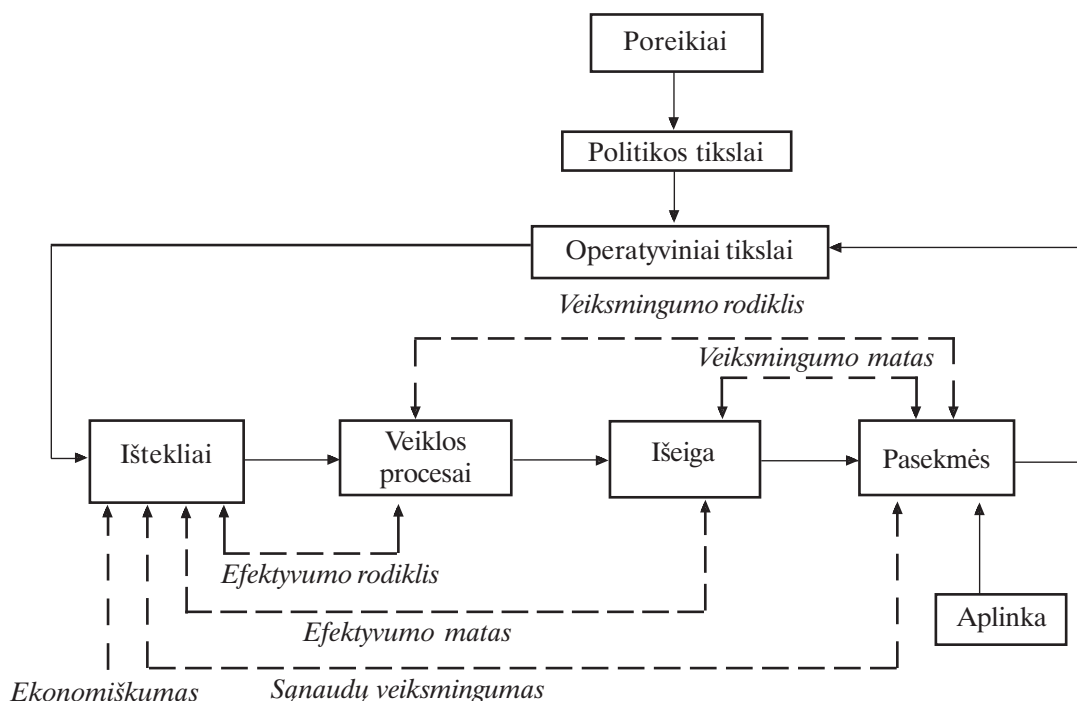 Poreikiai
Politikos tikslai
Operatyviniai tikslai
Veiksmingumo rodiklis
Veiksmingumo matas
Ištekliai
Veiklos
procesai
Išeiga
Pasekmės
Efektyvumo rodiklis
Efektyvumo matas
Aplinka
Ekonomiškumas
Sąnaudų veiksmingumas